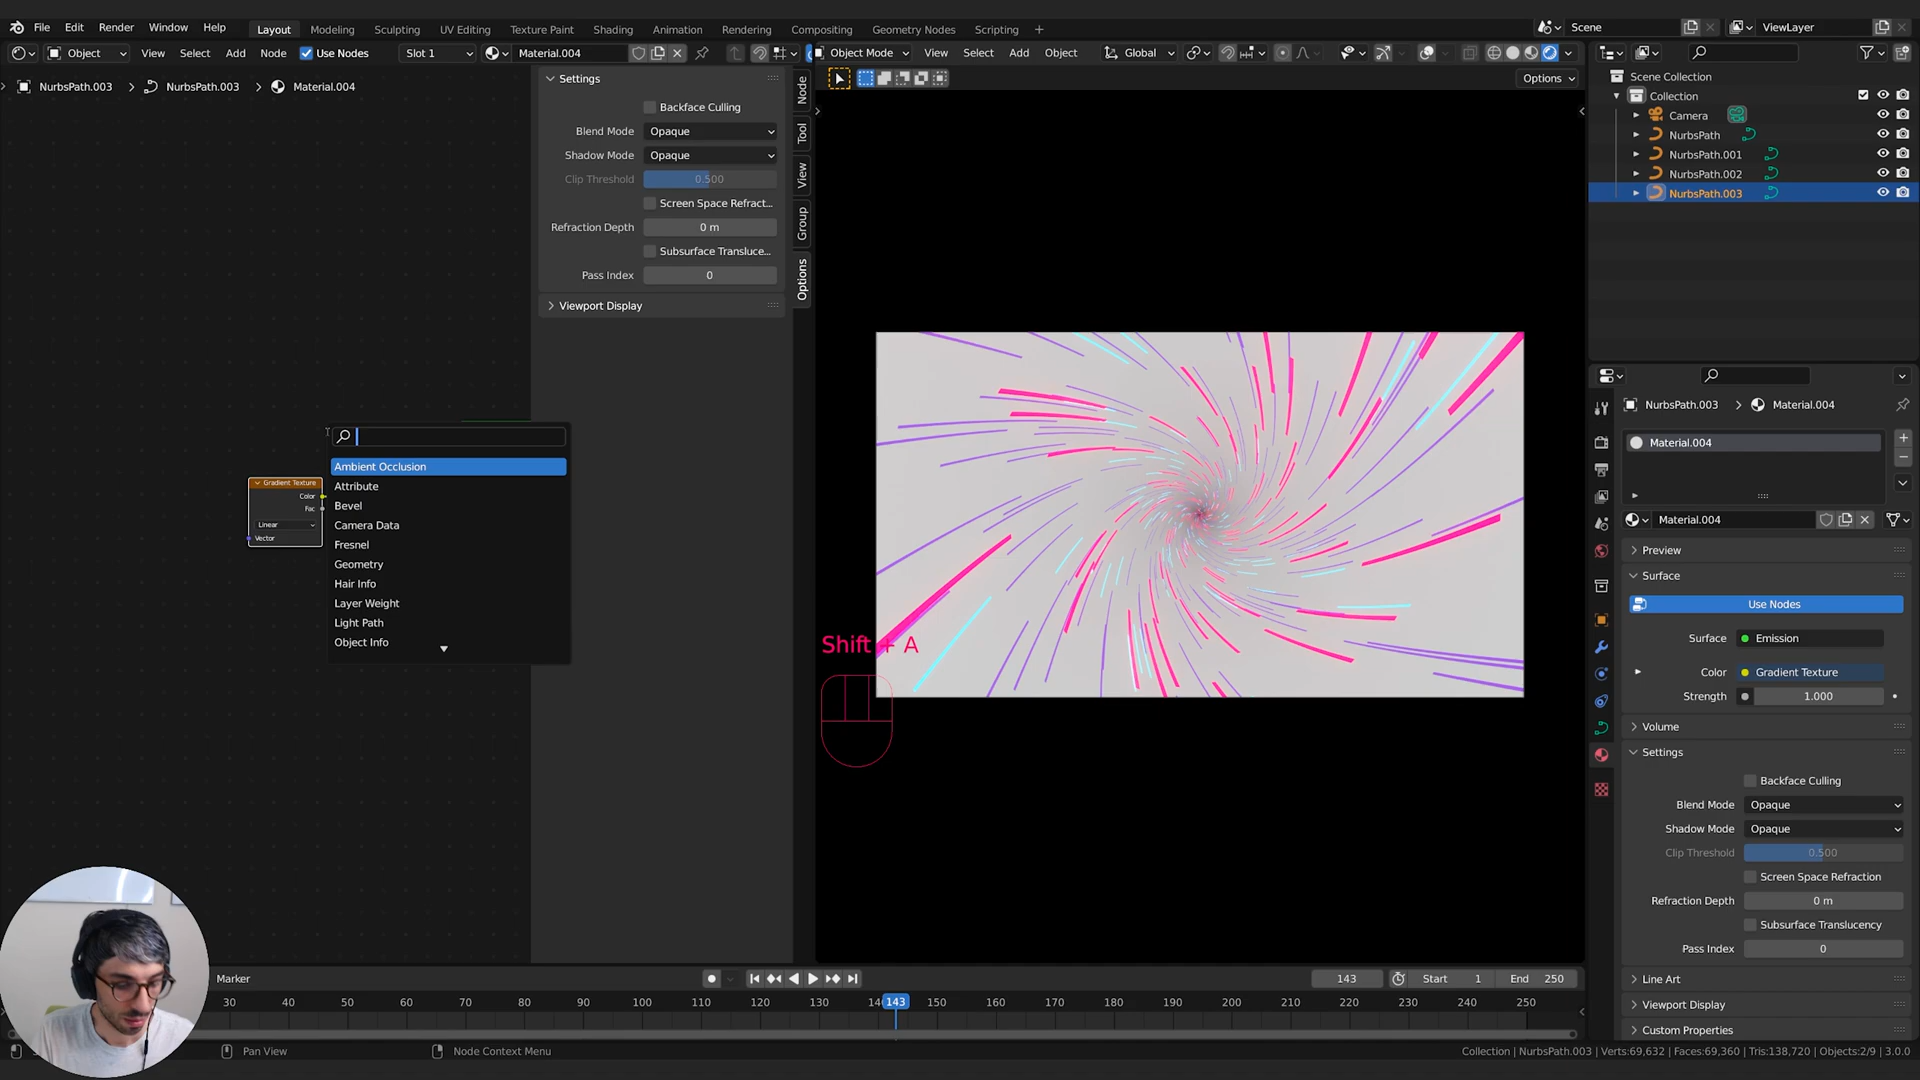 File Edit Render Window Help
Layout Modeling Sculpting UV Editing Texture Paint Shading Animation Rendering Compositing Geometry Nodes Scripting +
Scene
ViewLayer
Object View Select Add Node Use Nodes Slot 1 Material.004
Object Mode View Select Add Object Global
Options
NurbsPath.003 > NurbsPath.003 > Material.004
Settings
Backface Culling
Blend Mode Opaque
Shadow Mode Opaque
Clip Threshold 0.500
Screen Space Refract...
Refraction Depth 0 m
Subsurface Transluce...
Pass Index 0
Viewport Display
Node
Tool
View
Group
Options
Gradient Texture
Color
Fac
Linear
Vector
Ambient Occlusion
Attribute
Bevel
Camera Data
Fresnel
Geometry
Hair Info
Layer Weight
Light Path
Object Info
Shift + A
Scene Collection
Collection
Camera
NurbsPath
NurbsPath.001
NurbsPath.002
NurbsPath.003
NurbsPath.003 > Material.004
Material.004
Material.004
Preview
Surface
Use Nodes
Surface Emission
Color Gradient Texture
Strength 1.000
Volume
Settings
Backface Culling
Blend Mode Opaque
Shadow Mode Opaque
Clip Threshold 0.500
Screen Space Refraction
Refraction Depth 0 m
Subsurface Translucency
Pass Index 0
Line Art
Viewport Display
Custom Properties
Marker
143 Start 1 End 250
30 40 50 60 70 80 90 100 110 120 130 14 143 150 160 170 180 190 200 210 220 230 240 250
Pan View
Node Context Menu
Collection | NurbsPath.003 | Verts:69,632 | Faces:69,360 | Tris:138,720 | Objects:2/9 | 3.0.0